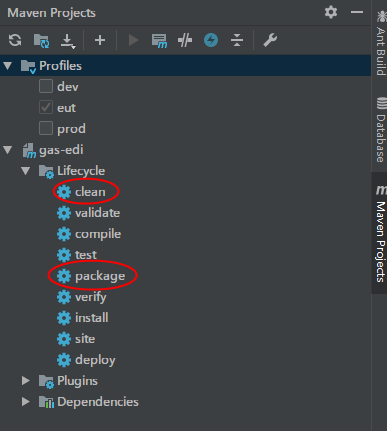 Maven Projects
Profiles
dev
eut
prod
gas-edi
Lifecycle
clean
validate
compile
test
package
verify
install
site
deploy
Plugins
Dependencies
Ant Build
Database
Maven Projects